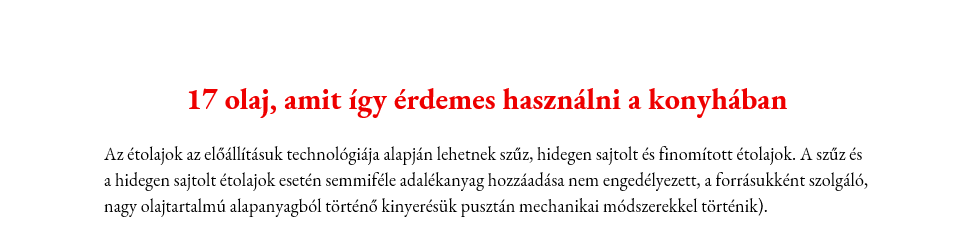 17 olaj, amit így érdemes használni a konyhában
Az étolajok az előállításuk technológiája alapján lehetnek szűz, hidegen sajtolt és finomított étolajok. A szűz és
a hidegen sajtolt étolajok esetén semmiféle adalékanyag hozzáadása nem engedélyezett, a forrásukként szolgáló,
nagy olajtartalmú alapanyagból történő kinyerésük pusztán mechanikai módszerekkel történik).